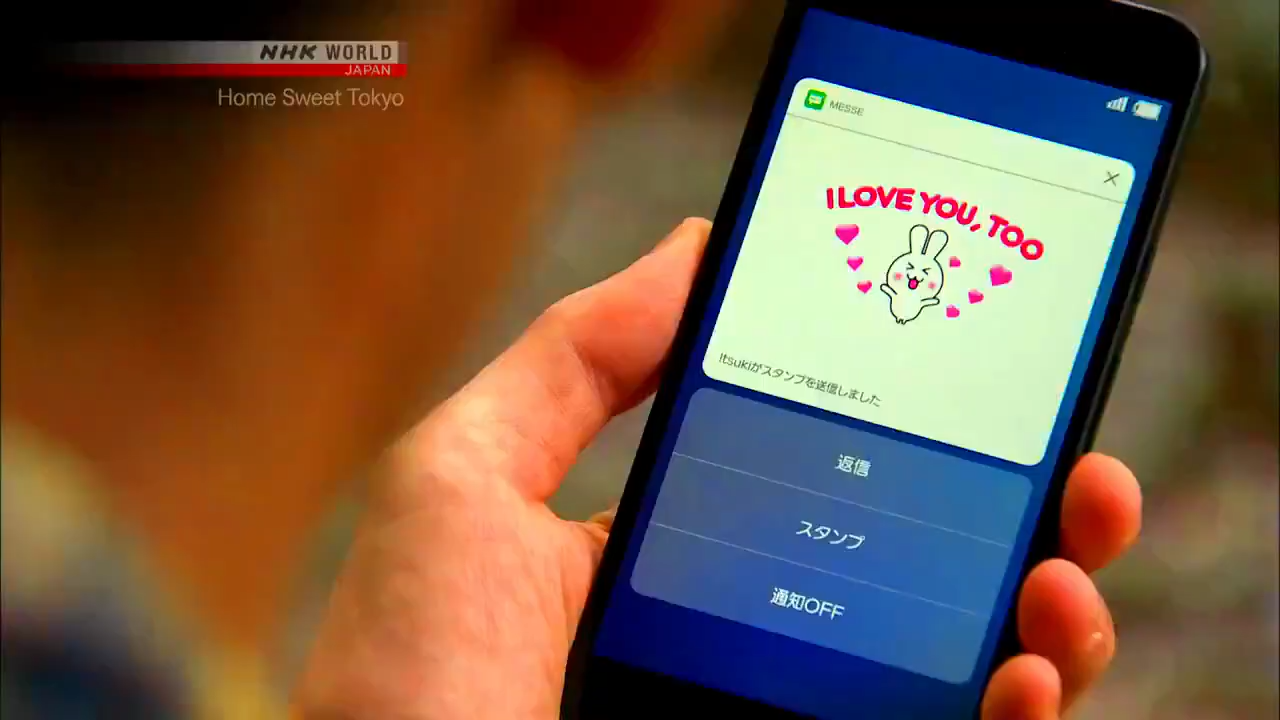 NHK WORLD
JAPAN
Home Sweet Tokyo
MESSE
I LOVE YOU, TOO
Itsukiがスタンプを送信しました
返信
スタンプ
通知OFF